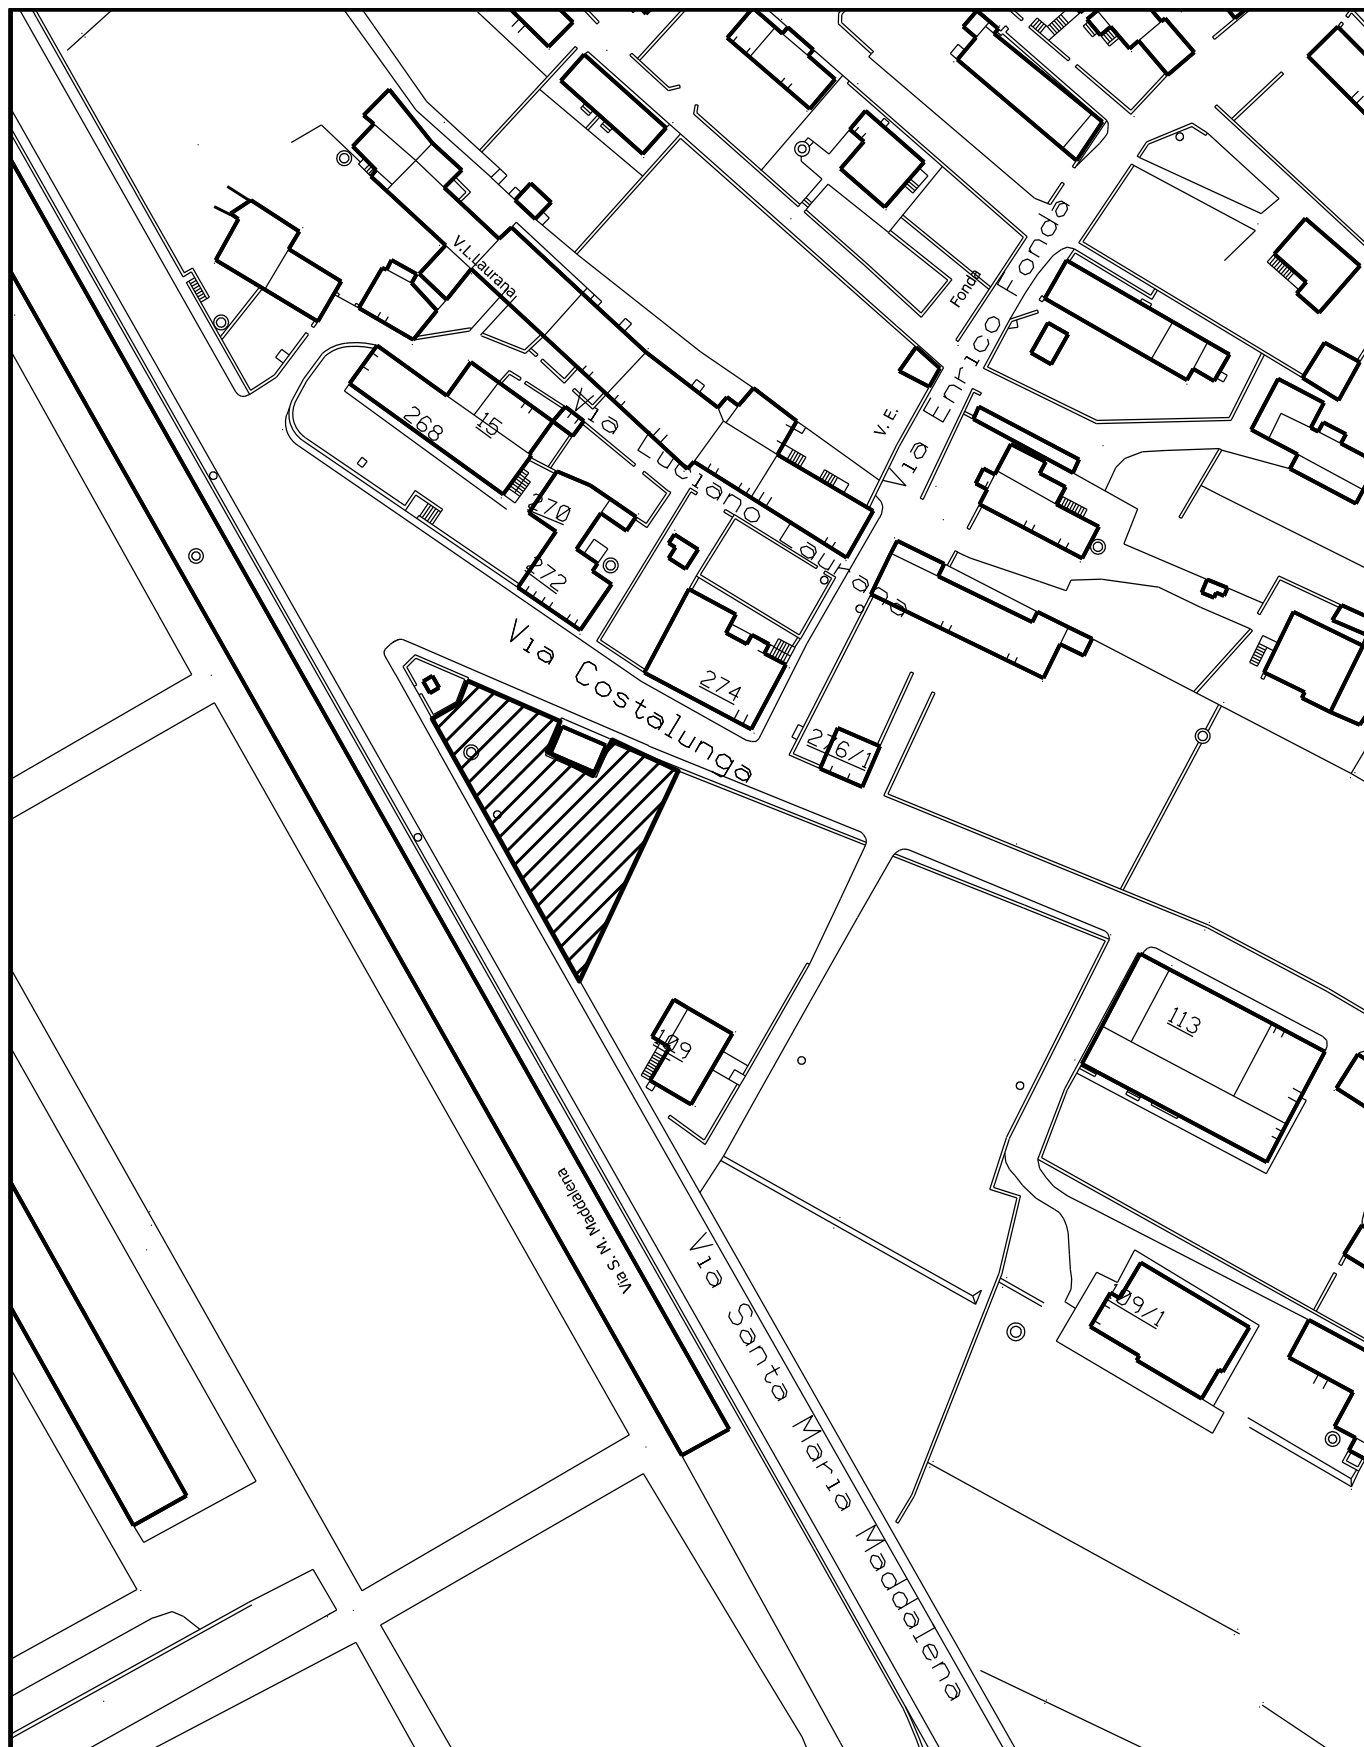 Via Enrico Fonda
Fonda
V. E.
V.L.Laurana
Via Luciano Laurana
268
15
270
272
274
276/1
Via Costalunga
113
109
109/1
Via S. M. Maddalena
Via Santa Maria Maddalena